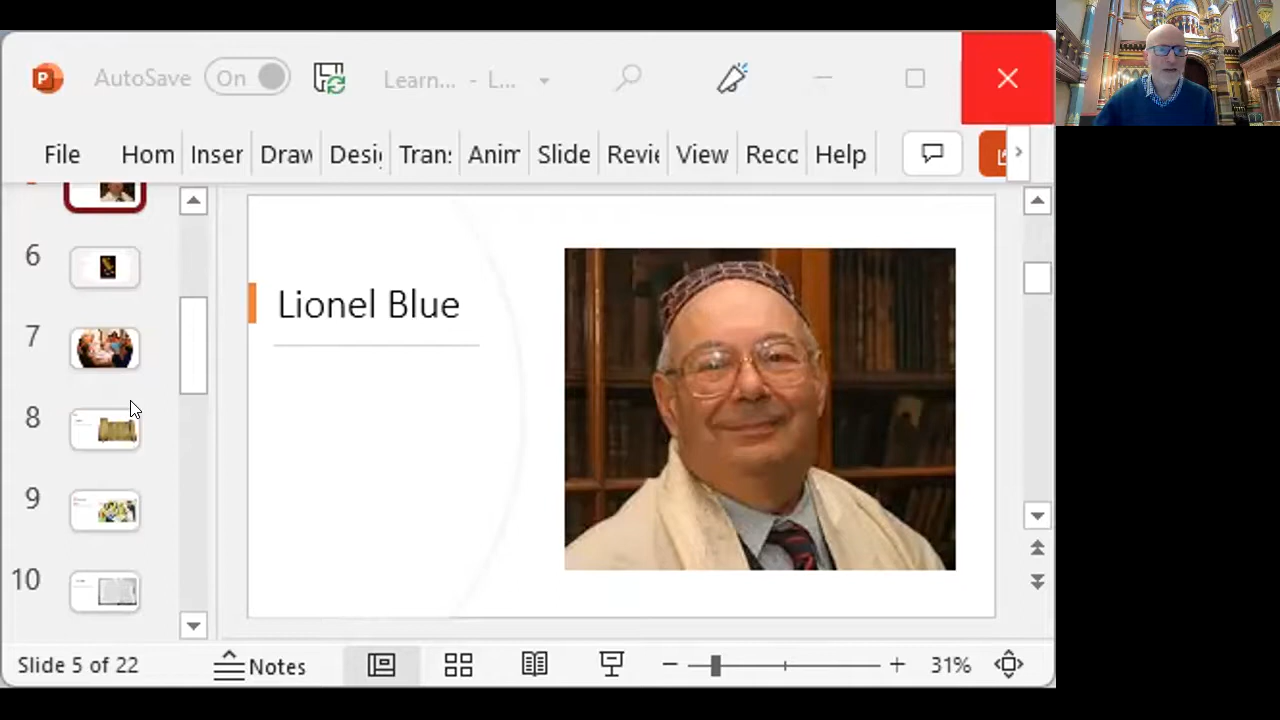 AutoSave On Learn... - L...
File Hom Inser Draw Desi Tran: Anim Slide Revie View Recc Help
6
7
8
9
10
Lionel Blue
Slide 5 of 22 Notes 31%